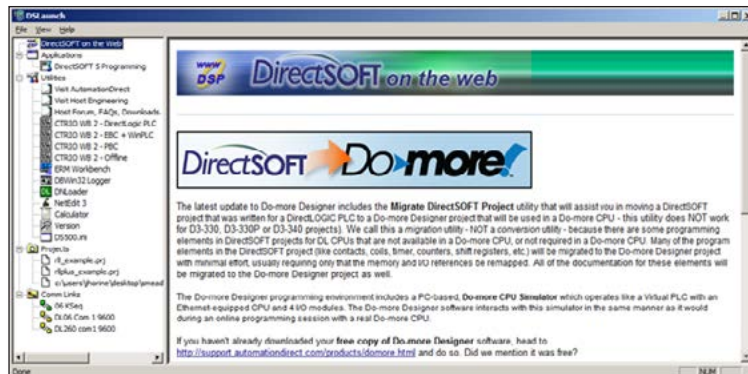 DSLaunch
File View Help
DirectSOFT on the Web
Applications
DirectSOFT 5 Programming
Utilities
Visit AutomationDirect
Visit Host Engineering
Host Forum, FAQs, Downloads
CTRIO WB 2 - DirectLogic PLC
CTRIO WB 2 - EBC + WinPLC
CTRIO WB 2 - PBC
CTRIO WB 2 - Offline
ERM Workbench
DBWin32 Logger
DNLoader
NetEdit 3
Calculator
Version
DS500.ini
Projects
rll_example.prj
rllplus_example.prj
Comm Links
06 KSeq
DL06 Com 1 9600
DL260 com1 9600
www DSP DirectSOFT on the web
DirectSOFT Do-more!
The latest update to Do-more Designer includes the Migrate DirectSOFT Project utility that will assist you in moving a DirectSOFT
project that was written for a DirectLOGIC PLC to a Do-more Designer project that will be used in a Do-more CPU - this utility does NOT work
for D3-330, D3-330P or D3-340 projects). We call this a migration utility - NOT a conversion utility - because there are some programming
elements in DirectSOFT projects for DL CPUs that are not available in a Do-more CPU, or not required in a Do-more CPU. Many of the program
elements in the DirectSOFT project (like contacts, coils, timer, counters, shift registers, etc.) will be migrated to the Do-more Designer project
with minimal effort, usually requiring only that the memory and I/O references be remapped. All of the documentation for these elements will
be migrated to the Do-more Designer project as well.
The Do-more Designer programming environment includes a PC-based, Do-more CPU Simulator which operates like a Virtual PLC with an
Ethernet equipped CPU and 4 I/O modules. The Do-more Designer software interacts with this simulator in the same manner as it would
during an online programming session with a real Do-more CPU.
If you haven't already downloaded your free copy of Do-more Designer software, head to
http://support.automationdirect.com/products/domore.html and do so. Did we mention it was free?
Done
NUM